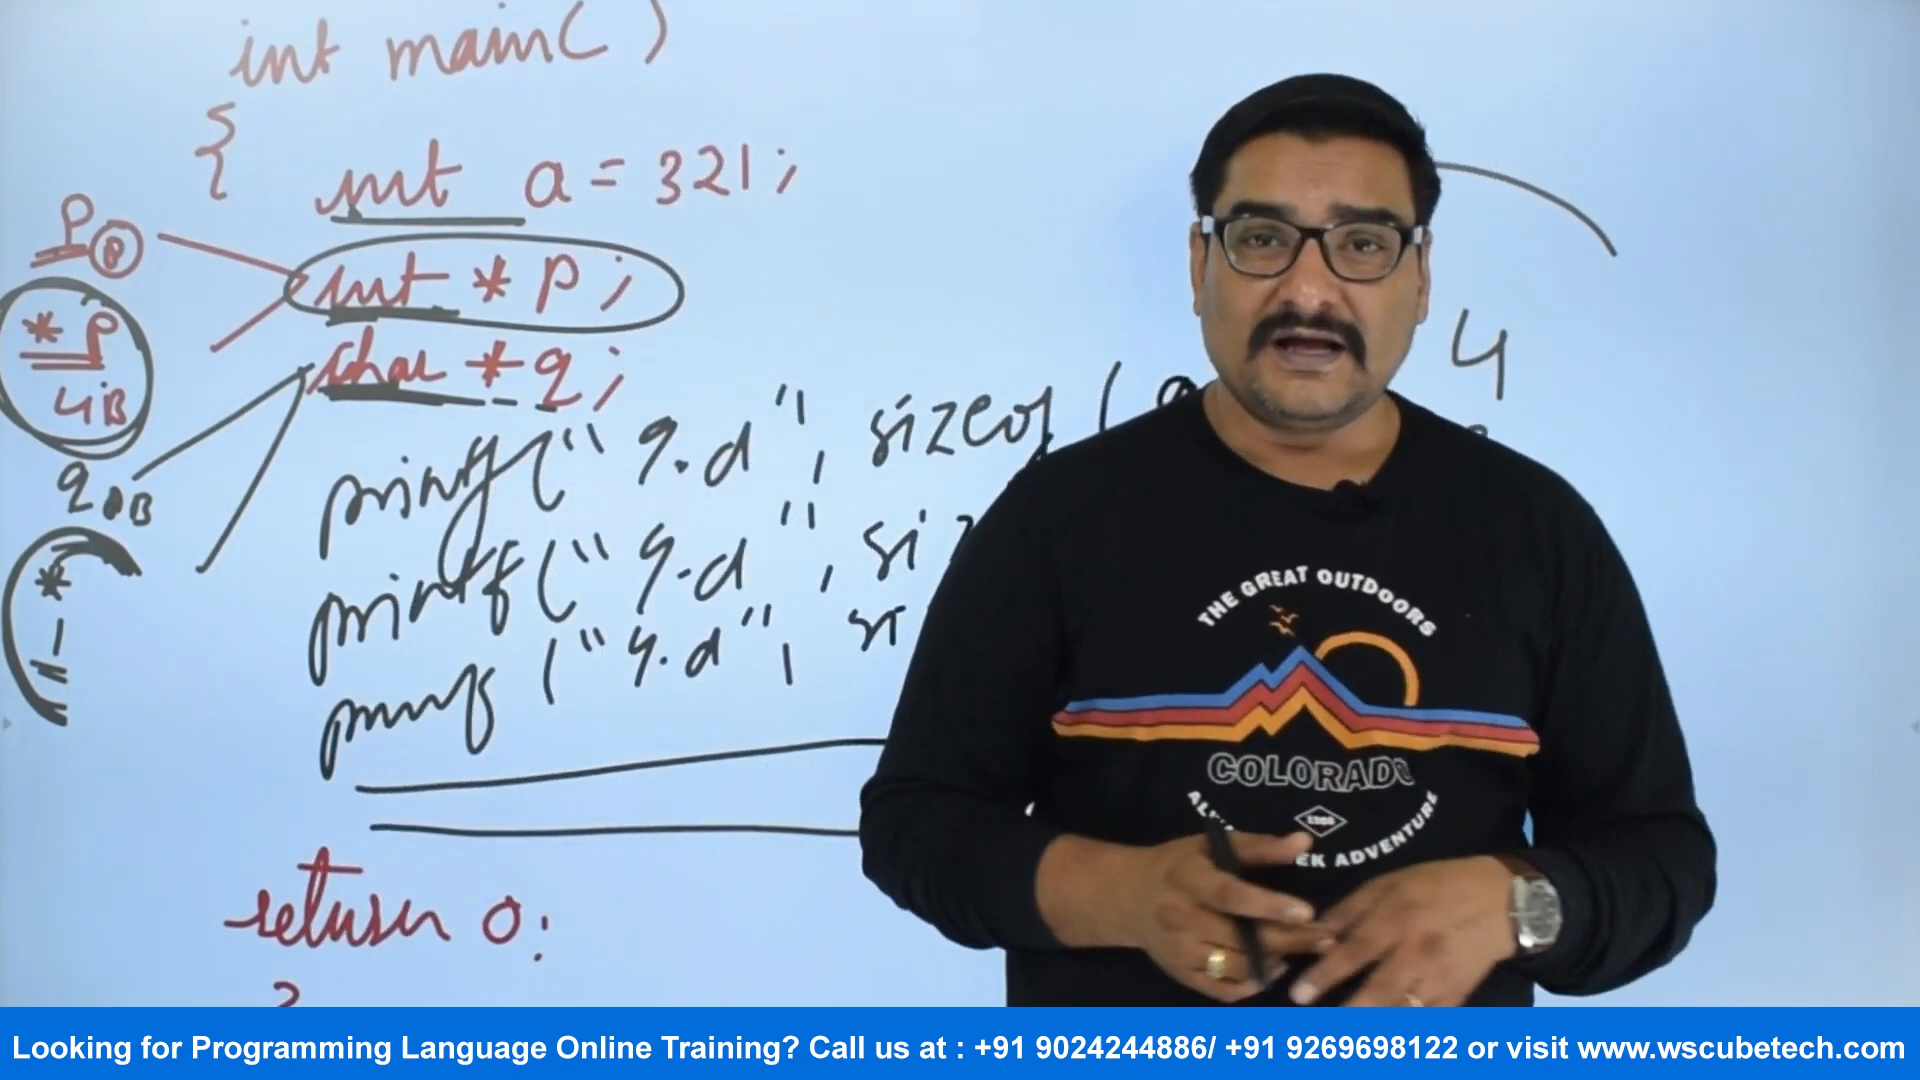 int main( )
{
int a = 321;
P
int * p;
* p
4B
char * q;
4
printf("%d", sizeof(
q
B
printf("%d", siz
*
printf("%d", si
return 0;
THE GREAT OUTDOORS
COLORADO
EK ADVENTURE
Looking for Programming Language Online Training? Call us at : +91 9024244886/ +91 9269698122 or visit www.wscubetech.com